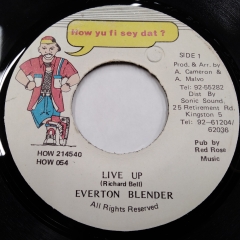 How yu fi sey dat?
SIDE 1
Prod. & Arr. by
A. Cameron &
A. Malvo
Tel: 92-55282
Dist By
Sonic Sound.
25 Retirement Rd.
Kingston 5
Tel: 92-61204/
62036
Pub by
Red Rose
Music
HOW 214540
HOW 054
LIVE UP
(Richard Bell)
EVERTON BLENDER
All Rights Reserved